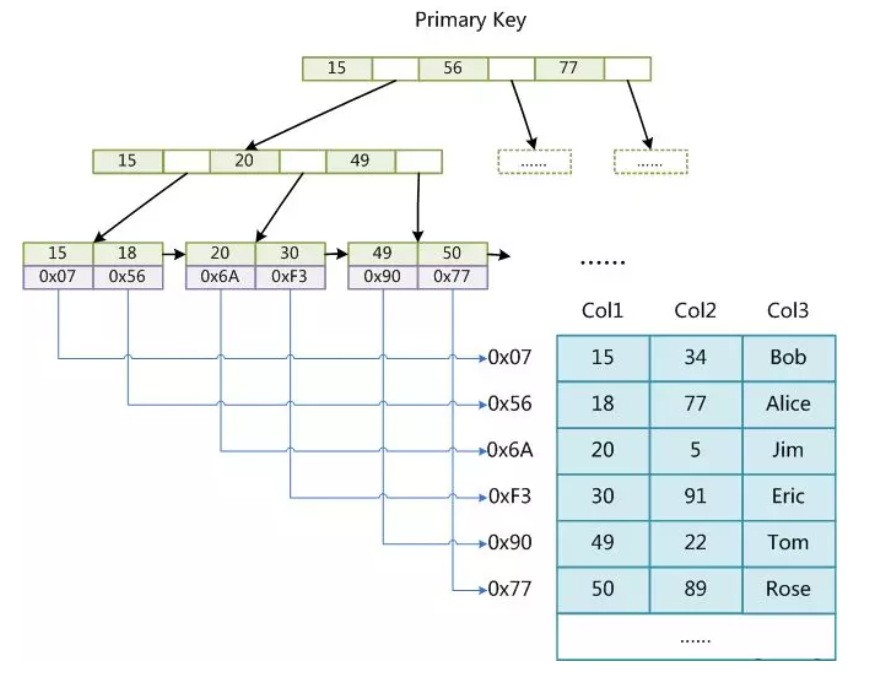 Primary Key
15 56 77
15 20 49
...... ......
15 18 20 30 49 50
0x07 0x56 0x6A 0xF3 0x90 0x77
......
Col1 Col2 Col3
0x07 15 34 Bob
0x56 18 77 Alice
0x6A 20 5 Jim
0xF3 30 91 Eric
0x90 49 22 Tom
0x77 50 89 Rose
......